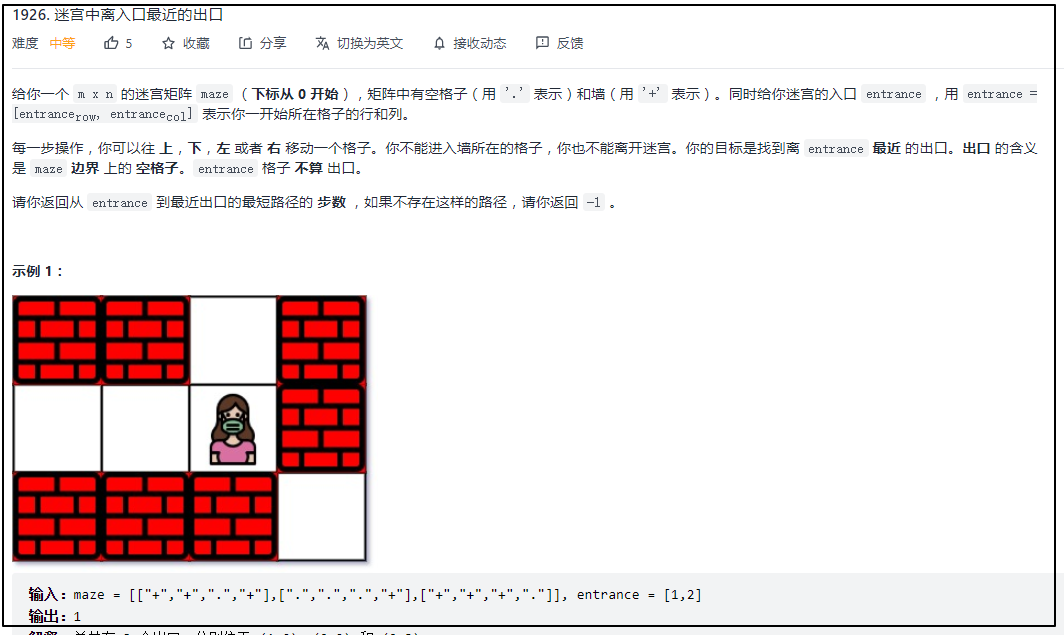 1926. 迷宫中离入口最近的出口
难度 中等 5 收藏 分享 切换为英文 接收动态 反馈
给你一个 m x n 的迷宫矩阵 maze （下标从 0 开始），矩阵中有空格子（用 '.' 表示）和墙（用 '+' 表示）。同时给你迷宫的入口 entrance ，用 entrance =
[entrancerow, entrancecol] 表示你一开始所在格子的行和列。
每一步操作，你可以往 上，下，左 或者 右 移动一个格子。你不能进入墙所在的格子，你也不能离开迷宫。你的目标是找到离 entrance 最近 的出口。出口 的含义
是 maze 边界 上的 空格子。entrance 格子 不算 出口。
请你返回从 entrance 到最近出口的最短路径的 步数 ，如果不存在这样的路径，请你返回 -1 。
示例 1：
输入：maze = [["+","+",".","+"],[".",".",".","+"],["+","+","+","."]], entrance = [1,2]
输出：1